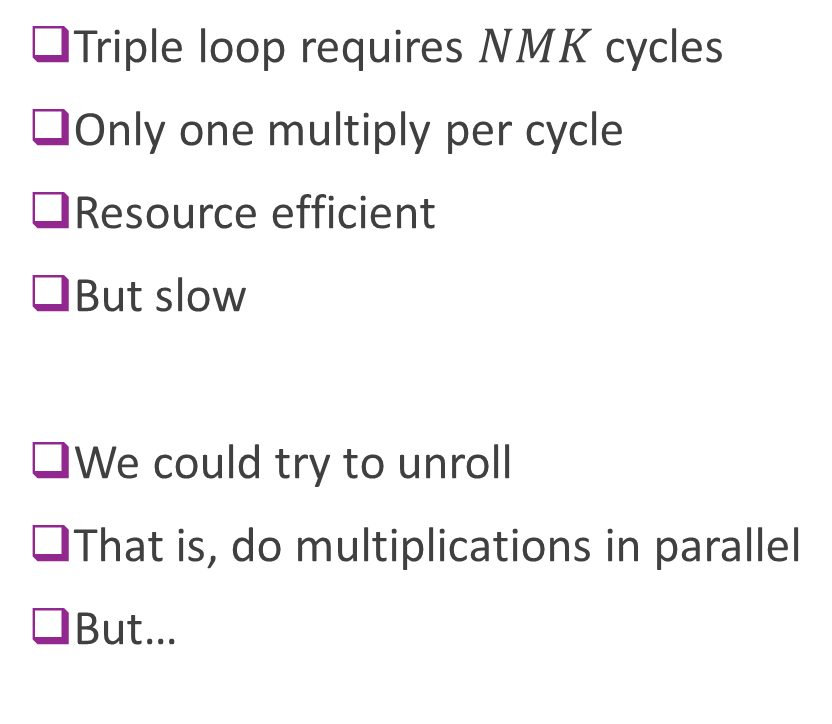 Triple loop requires NMK cycles
Only one multiply per cycle
Resource efficient
But slow
We could try to unroll
That is, do multiplications in parallel
But…